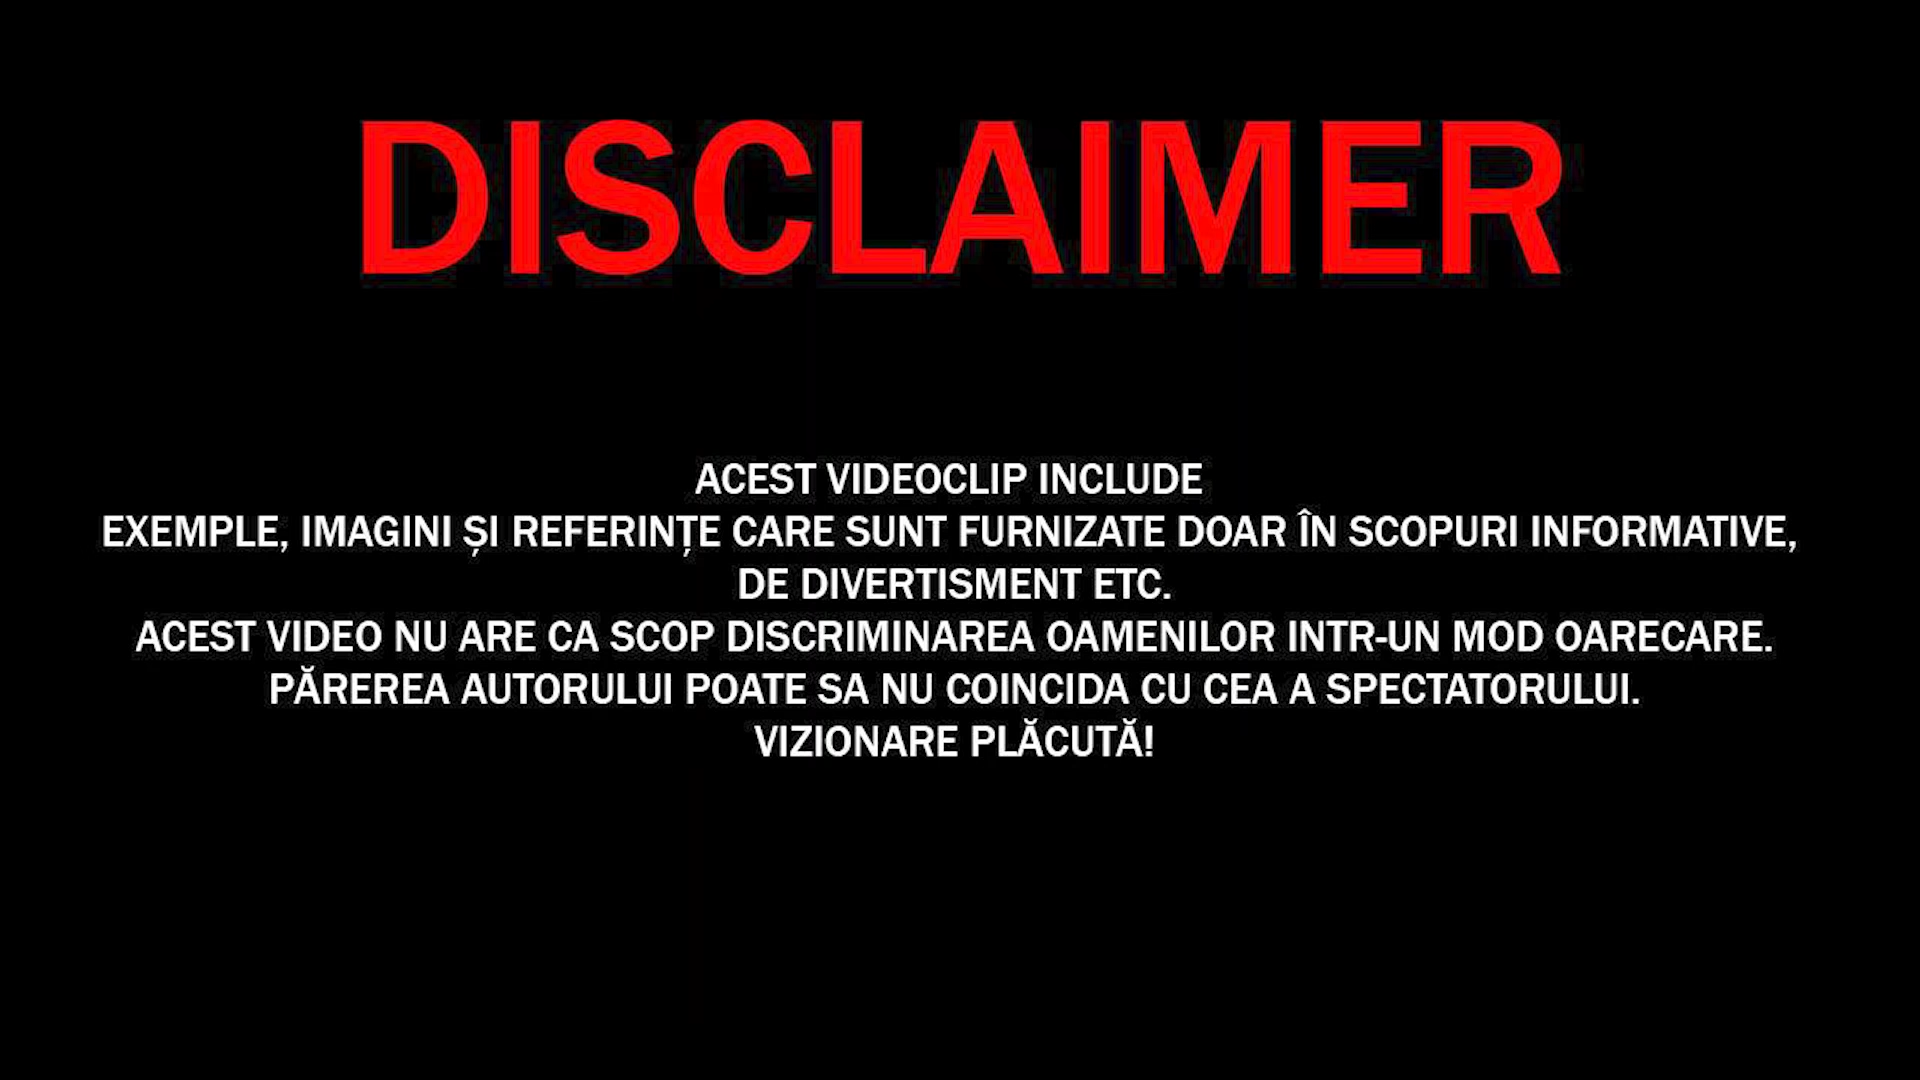 DISCLAIMER
ACEST VIDEOCLIP INCLUDE
EXEMPLE, IMAGINI ȘI REFERINȚE CARE SUNT FURNIZATE DOAR ÎN SCOPURI INFORMATIVE,
DE DIVERTISMENT ETC.
ACEST VIDEO NU ARE CA SCOP DISCRIMINAREA OAMENILOR INTR-UN MOD OARECARE.
PĂREREA AUTORULUI POATE SA NU COINCIDA CU CEA A SPECTATORULUI.
VIZIONARE PLĂCUTĂ!